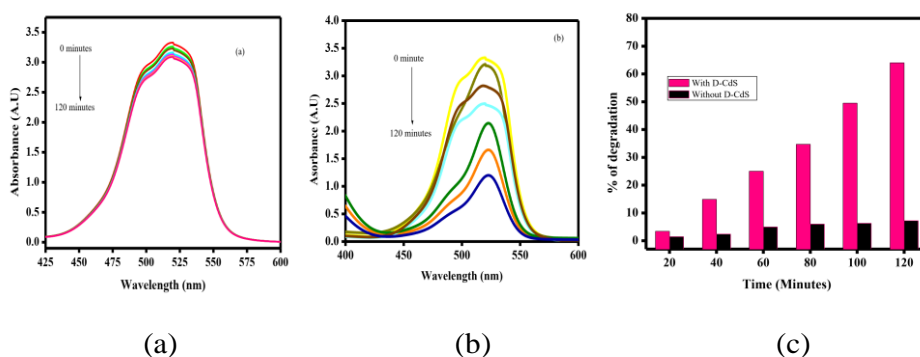 (a)
0 minutes
120 minutes
Absorbance (A.U)
3.5
3.0
2.5
2.0
1.5
1.0
0.5
0.0
425 450 475 500 525 550 575 600
Wavelength (nm)
(b)
0 minute
120 minutes
Asorbance (A.U)
4.0
3.5
3.0
2.5
2.0
1.5
1.0
0.5
0.0
400 450 500 550 600
Wavelength (nm)
With D-CdS
Without D-CdS
% of degradation
80
70
60
50
40
30
20
10
0
20 40 60 80 100 120
Time (Minutes)
(a) (b) (c)